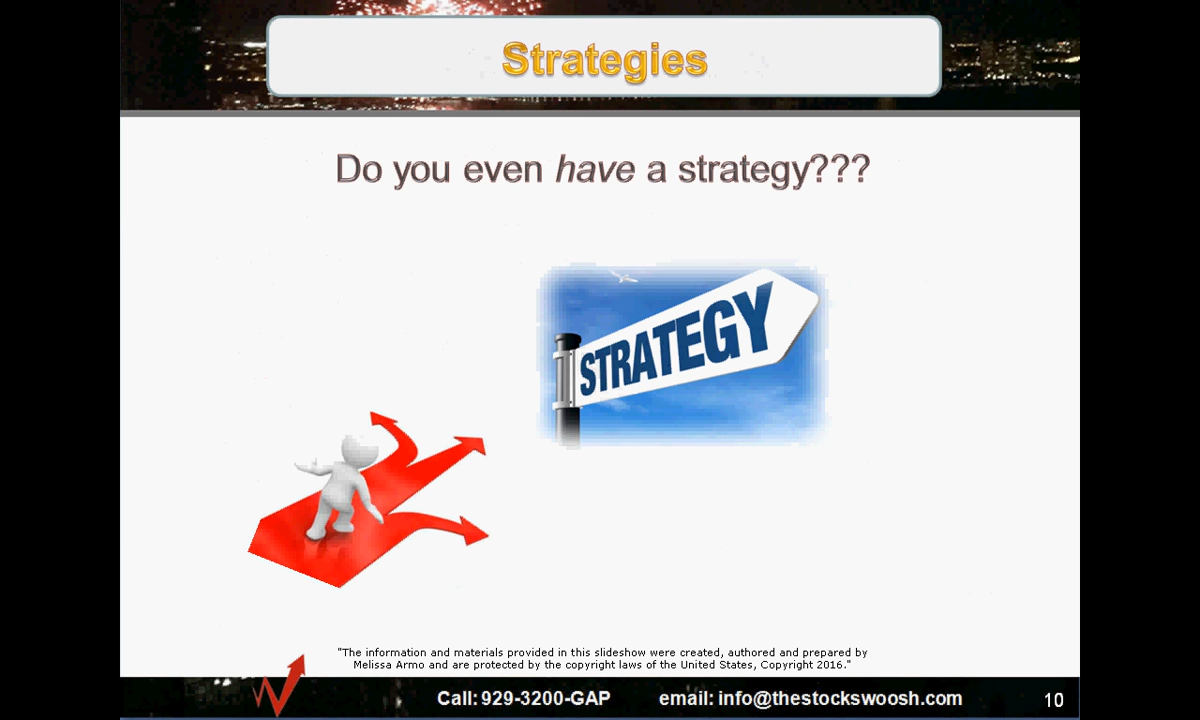 Strategies
Do you even have a strategy???
STRATEGY
"The information and materials provided in this slideshow were created, authored and prepared by
Melissa Armo and are protected by the copyright laws of the United States, Copyright 2016."
Call: 929-3200-GAP email: info@thestockswoosh.com 10